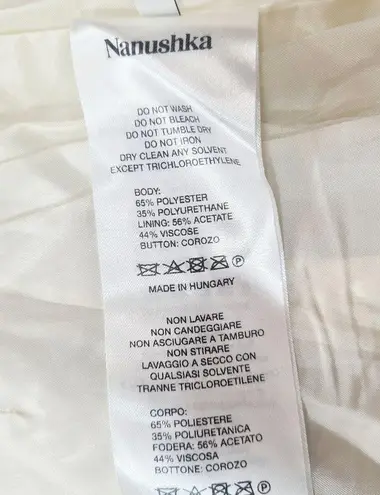 Nanushka
DO NOT WASH
DO NOT BLEACH
DO NOT TUMBLE DRY
DO NOT IRON
DRY CLEAN ANY SOLVENT
EXCEPT TRICHLOROETHYLENE
BODY:
65% POLYESTER
35% POLYURETHANE
LINING: 56% ACETATE
44% VISCOSE
BUTTON: COROZO
P
MADE IN HUNGARY
NON LAVARE
NON CANDEGGIARE
NON ASCIUGARE A TAMBURO
NON STIRARE
LAVAGGIO A SECCO CON
QUALSIASI SOLVENTE
TRANNE TRICLOROETILENE
CORPO:
65% POLIESTERE
35% POLIURETANICA
FODERA: 56% ACETATO
44% VISCOSA
BOTTONE: COROZO
P